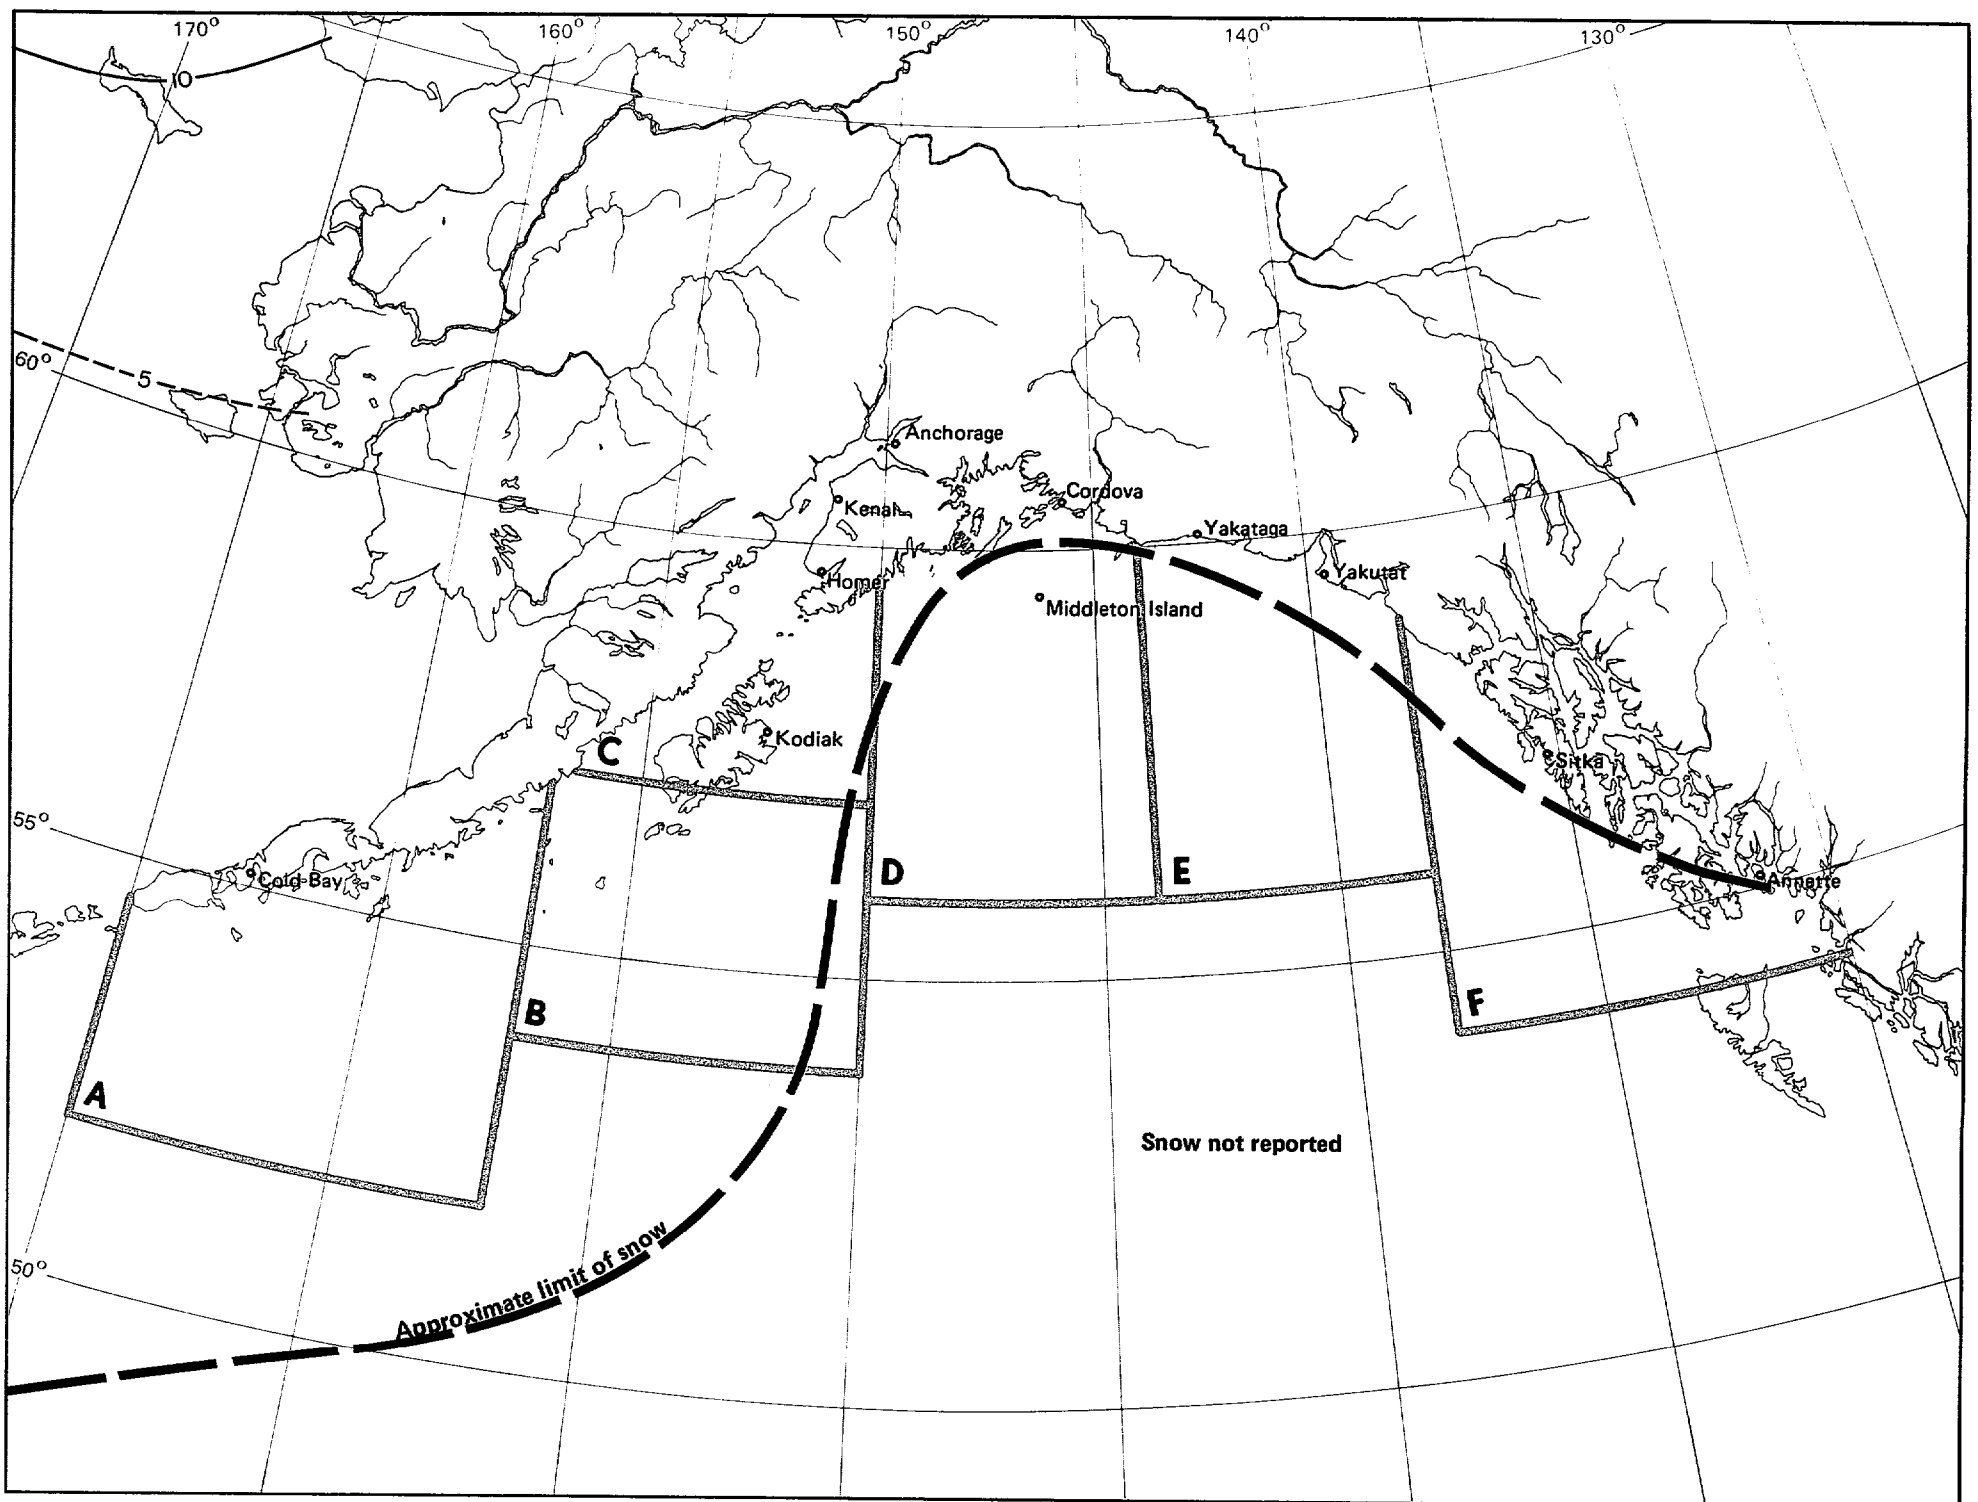 170°
160°
150°
140°
130°
10
60°
5
Anchorage
Kenai
Cordova
Yakataga
Homer
Yakutat
Middleton Island
C
Kodiak
Sitka
55°
Cold Bay
D
E
Annette
B
F
A
Snow not reported
Approximate limit of snow
50°